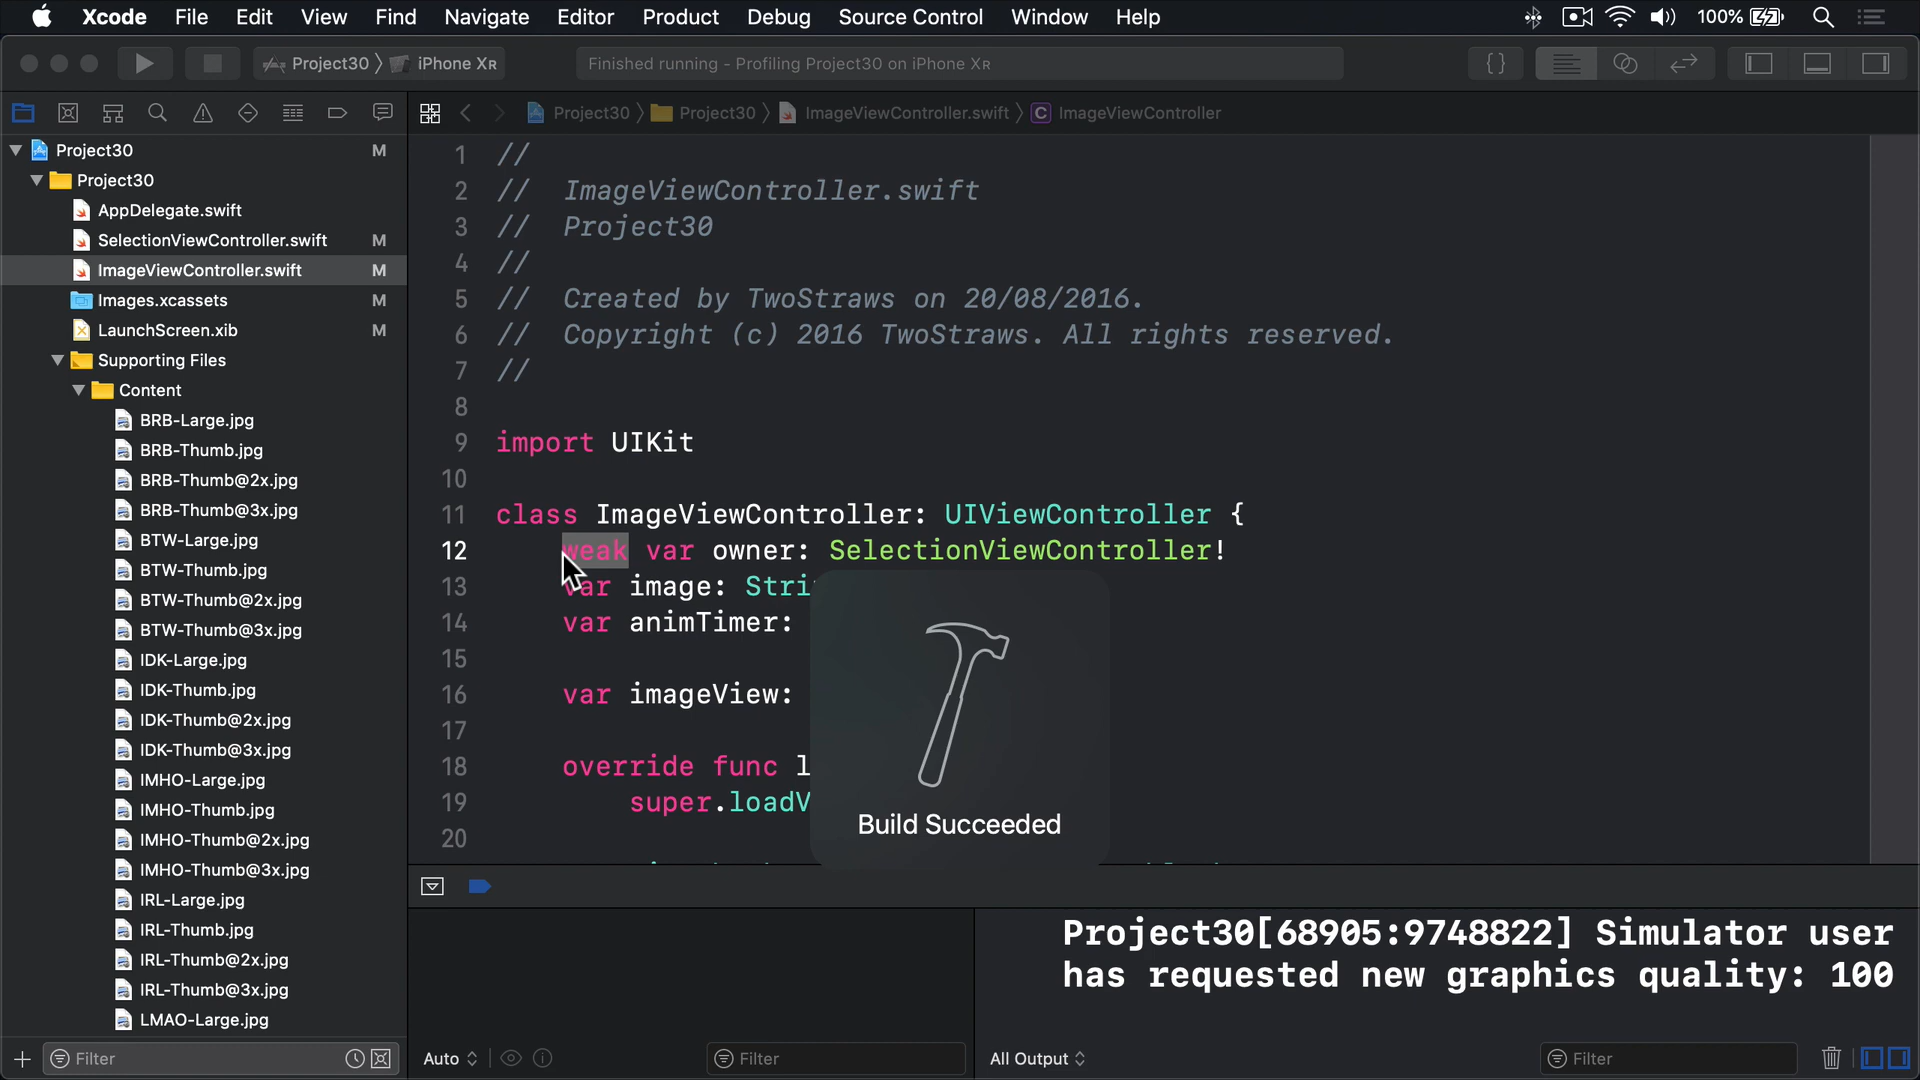 Xcode File Edit View Find Navigate Editor Product Debug Source Control Window Help 100%
Project30 iPhone XR Finished running - Profiling Project30 on iPhone XR {}
Project30 Project30 ImageViewController.swift C ImageViewController
Project30 M
Project30
AppDelegate.swift
SelectionViewController.swift M
ImageViewController.swift M
Images.xcassets M
LaunchScreen.xib M
Supporting Files
Content
BRB-Large.jpg
BRB-Thumb.jpg
BRB-Thumb@2x.jpg
BRB-Thumb@3x.jpg
BTW-Large.jpg
BTW-Thumb.jpg
BTW-Thumb@2x.jpg
BTW-Thumb@3x.jpg
IDK-Large.jpg
IDK-Thumb.jpg
IDK-Thumb@2x.jpg
IDK-Thumb@3x.jpg
IMHO-Large.jpg
IMHO-Thumb.jpg
IMHO-Thumb@2x.jpg
IMHO-Thumb@3x.jpg
IRL-Large.jpg
IRL-Thumb.jpg
IRL-Thumb@2x.jpg
IRL-Thumb@3x.jpg
LMAO-Large.jpg
Filter
1 //
2 // ImageViewController.swift
3 // Project30
4 //
5 // Created by TwoStraws on 20/08/2016.
6 // Copyright (c) 2016 TwoStraws. All rights reserved.
7 //
8
9 import UIKit
10
11 class ImageViewController: UIViewController {
12 weak var owner: SelectionViewController!
13 var image: Stri
14 var animTimer:
15
16 var imageView:
17
18 override func l
19 super.loadV
20
Build Succeeded
Project30[68905:9748822] Simulator user
has requested new graphics quality: 100
Auto Filter
All Output Filter